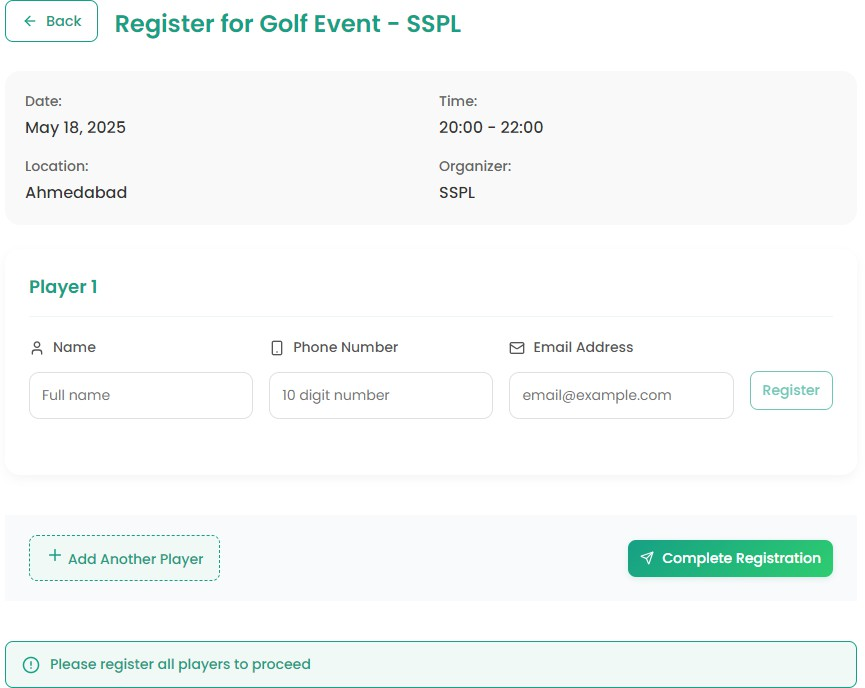 Back
Register for Golf Event - SSPL
Date:
May 18, 2025
Time:
20:00 - 22:00
Location:
Ahmedabad
Organizer:
SSPL
Player 1
Name
Phone Number
Email Address
Full name
10 digit number
email@example.com
Register
Add Another Player
Complete Registration
Please register all players to proceed